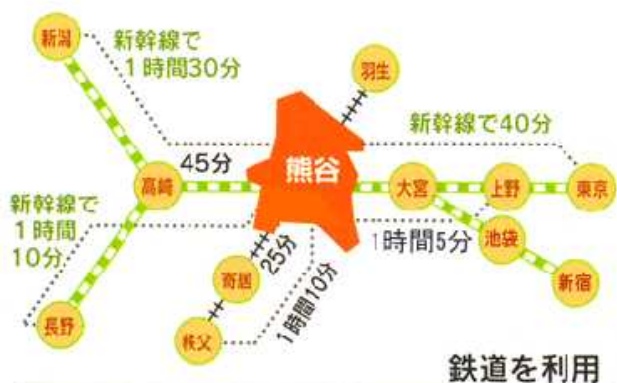 新潟
新幹線で
1時間30分
羽生
新幹線で40分
45分
熊谷
高崎
大宮
上野
東京
新幹線で
1時間
10分
1時間5分
池袋
25分
寄居
新宿
1時間10分
長野
秩父
鉄道を利用